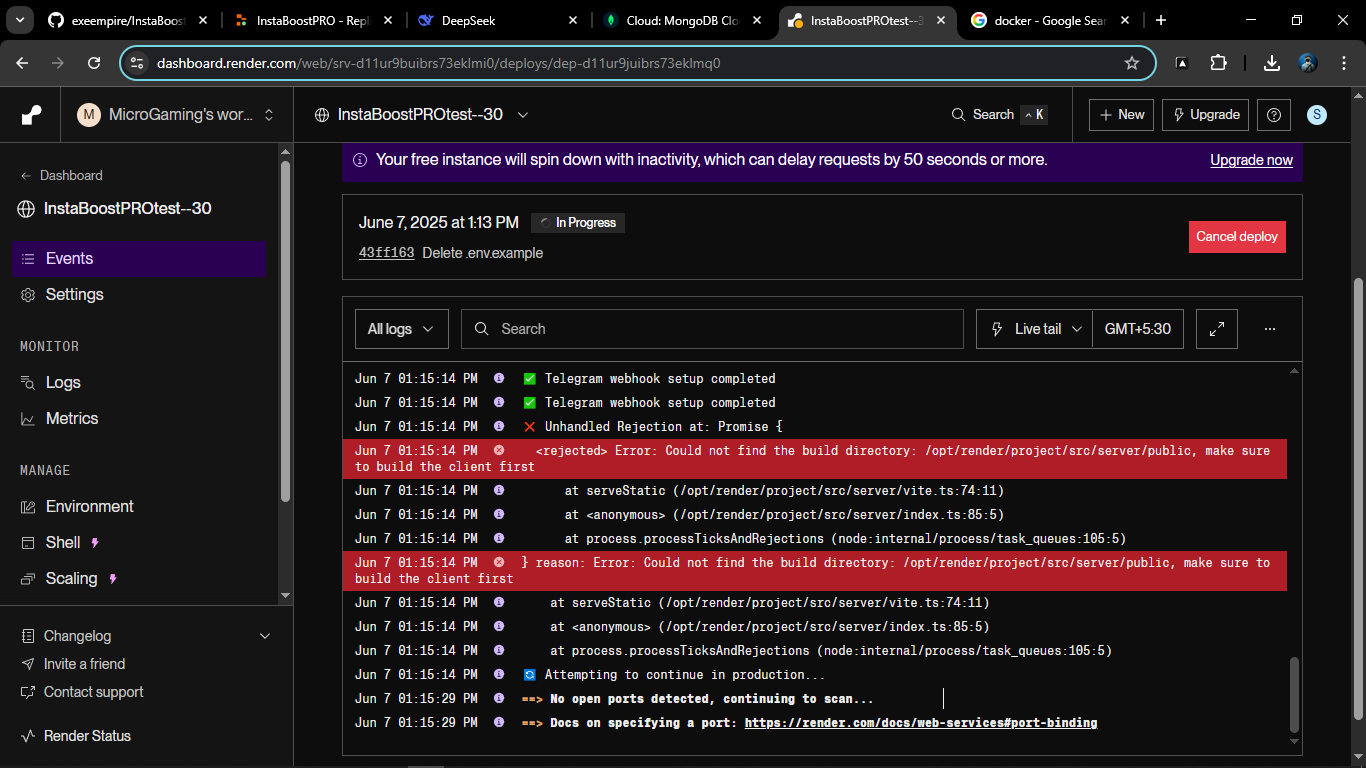 exeempire/InstaBoost
InstaBoostPRO - Repl
DeepSeek
Cloud: MongoDB Clo
InstaBoostPROtest--3
docker - Google Sear
dashboard.render.com/web/srv-d11ur9buibrs73eklmi0/deploys/dep-d11ur9juibrs73eklmq0
M MicroGaming's wor...
InstaBoostPROtest--30
Search ^ K
+ New
Upgrade
S
Your free instance will spin down with inactivity, which can delay requests by 50 seconds or more.
Upgrade now
← Dashboard
InstaBoostPROtest--30
Events
Settings
MONITOR
Logs
Metrics
MANAGE
Environment
Shell
Scaling
Changelog
Invite a friend
Contact support
Render Status
June 7, 2025 at 1:13 PM In Progress
43ff163 Delete .env.example
Cancel deploy
All logs
Search
Live tail
GMT+5:30
...
Jun 7 01:15:14 PM ✅ Telegram webhook setup completed
Jun 7 01:15:14 PM ✅ Telegram webhook setup completed
Jun 7 01:15:14 PM ❌ Unhandled Rejection at: Promise {
Jun 7 01:15:14 PM <rejected> Error: Could not find the build directory: /opt/render/project/src/server/public, make sure
to build the client first
Jun 7 01:15:14 PM at serveStatic (/opt/render/project/src/server/vite.ts:74:11)
Jun 7 01:15:14 PM at <anonymous> (/opt/render/project/src/server/index.ts:85:5)
Jun 7 01:15:14 PM at process.processTicksAndRejections (node:internal/process/task_queues:105:5)
Jun 7 01:15:14 PM } reason: Error: Could not find the build directory: /opt/render/project/src/server/public, make sure to
build the client first
Jun 7 01:15:14 PM at serveStatic (/opt/render/project/src/server/vite.ts:74:11)
Jun 7 01:15:14 PM at <anonymous> (/opt/render/project/src/server/index.ts:85:5)
Jun 7 01:15:14 PM at process.processTicksAndRejections (node:internal/process/task_queues:105:5)
Jun 7 01:15:14 PM 🔄 Attempting to continue in production...
Jun 7 01:15:29 PM ==> No open ports detected, continuing to scan...
Jun 7 01:15:29 PM ==> Docs on specifying a port: https://render.com/docs/web-services#port-binding